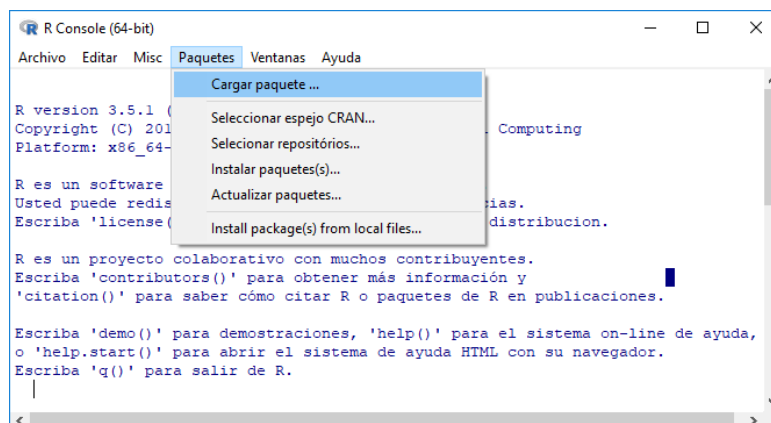 R Console (64-bit)
Archivo Editar Misc Paquetes Ventanas Ayuda
Cargar paquete ...
Seleccionar espejo CRAN...
Selecionar repositórios...
Instalar paquetes(s)...
Actualizar paquetes...
Install package(s) from local files...
R version 3.5.1 (
Copyright (C) 201 l Computing
Platform: x86_64-
R es un software
Usted puede redis cias.
Escriba 'license( distribucion.
R es un proyecto colaborativo con muchos contribuyentes.
Escriba 'contributors()' para obtener más información y
'citation()' para saber cómo citar R o paquetes de R en publicaciones.
Escriba 'demo()' para demostraciones, 'help()' para el sistema on-line de ayuda,
o 'help.start()' para abrir el sistema de ayuda HTML con su navegador.
Escriba 'q()' para salir de R.